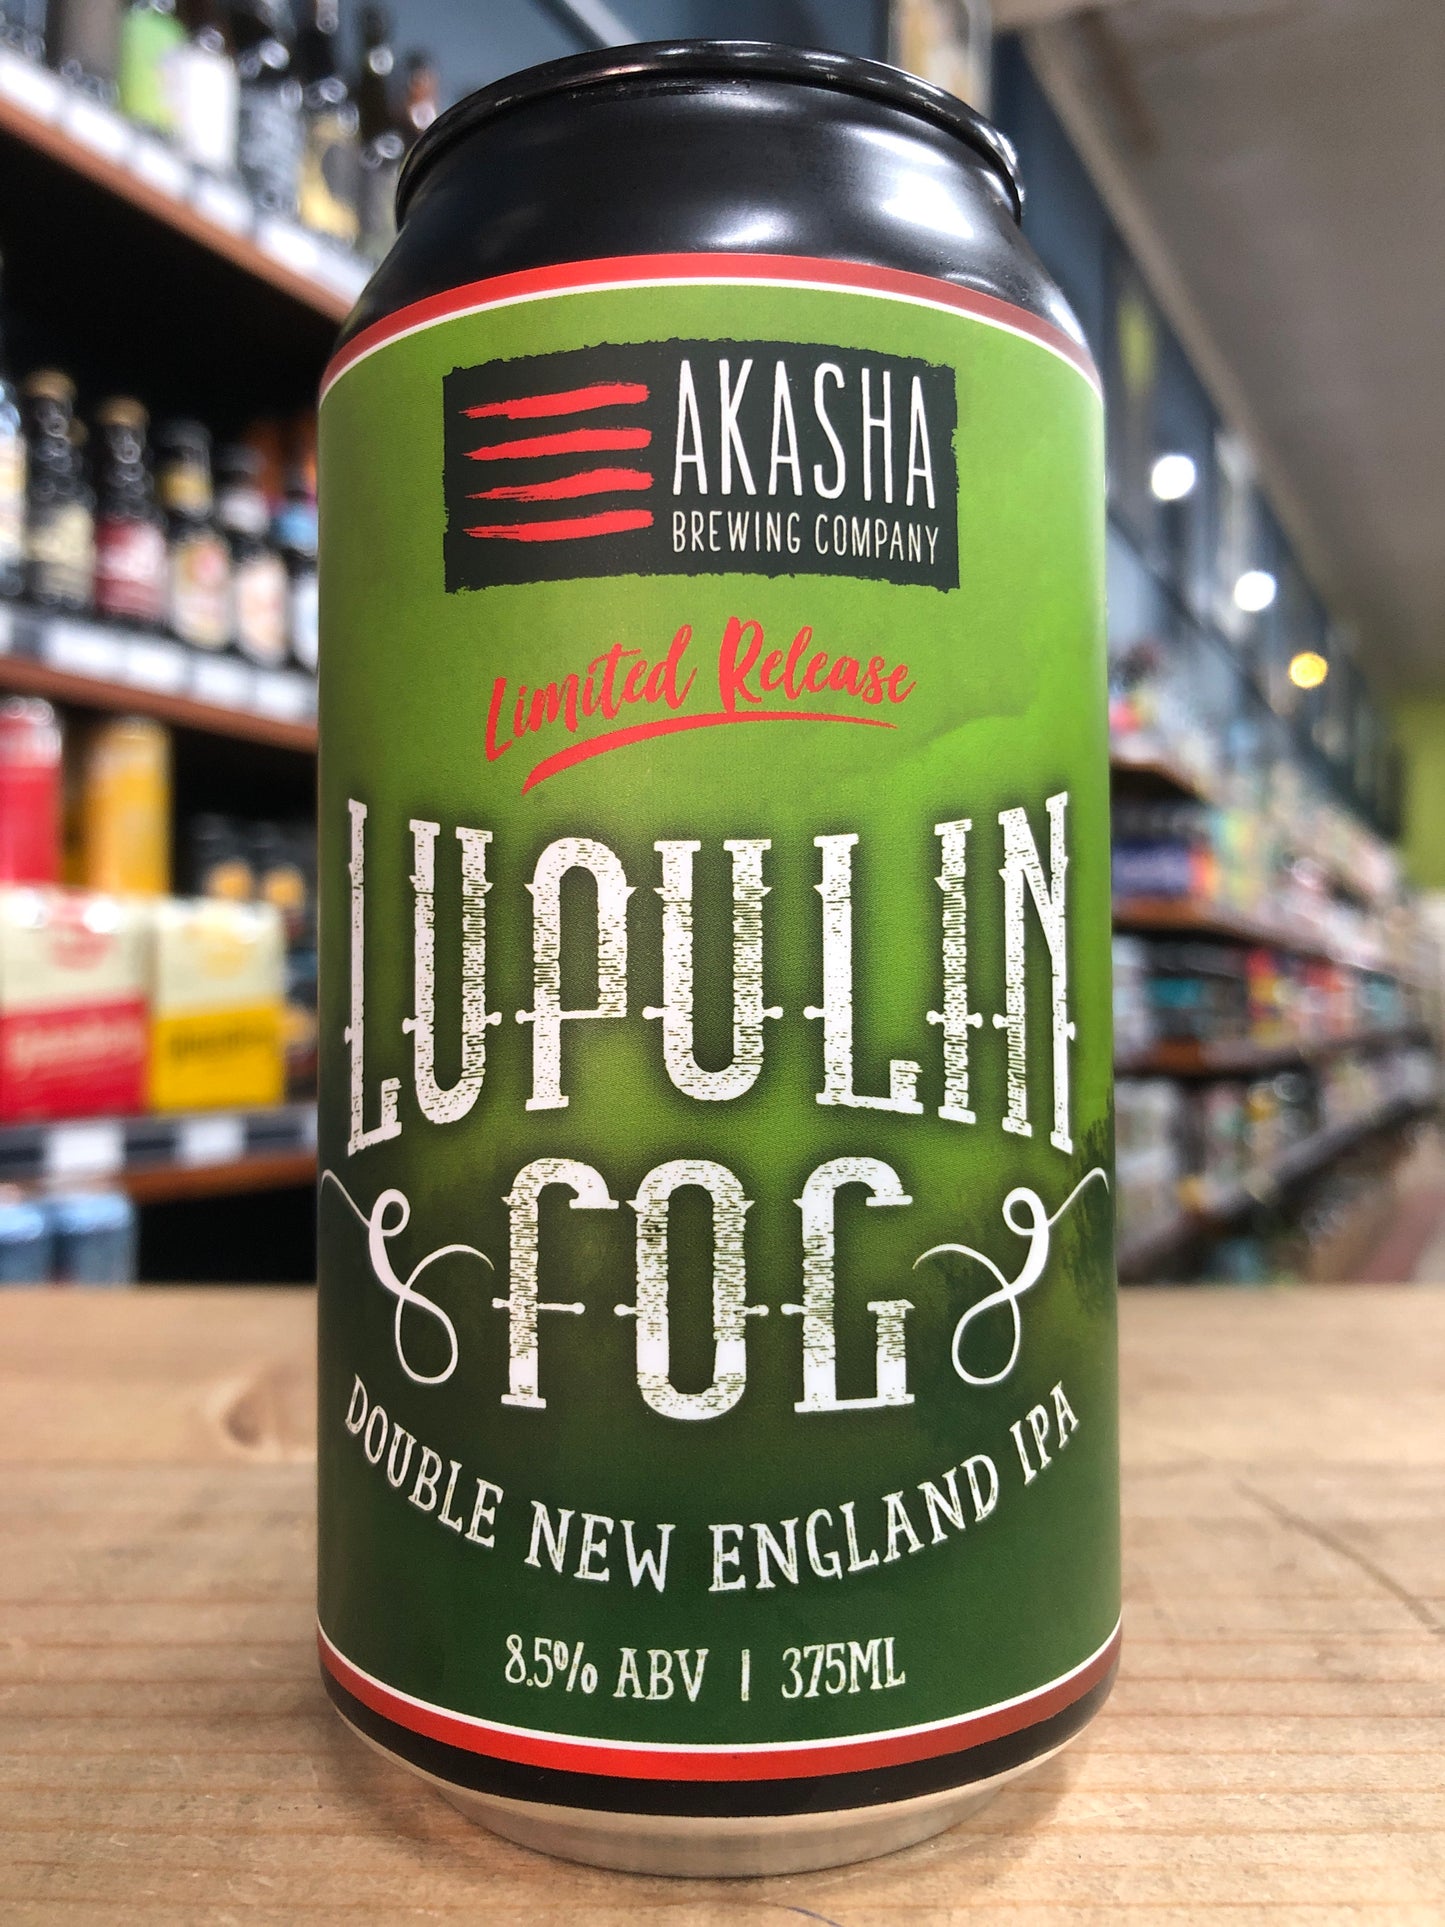 AKASHA
BREWING COMPANY
Limited Release
LUPULIN
FOG
DOUBLE NEW ENGLAND IPA
8.5% ABV | 375ML